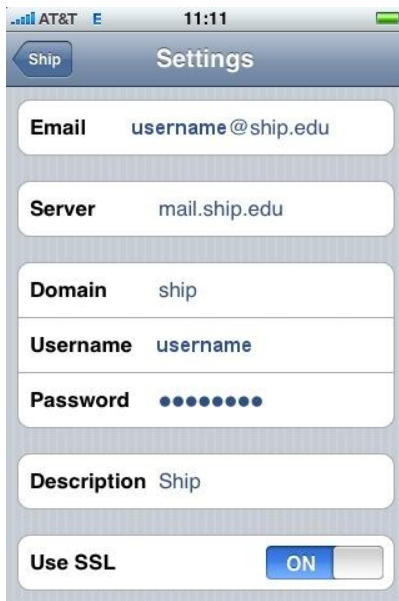 AT&T E 11:11
Ship Settings
Email username@ship.edu
Server mail.ship.edu
Domain ship
Username username
Password ●●●●●●●●
Description Ship
Use SSL ON